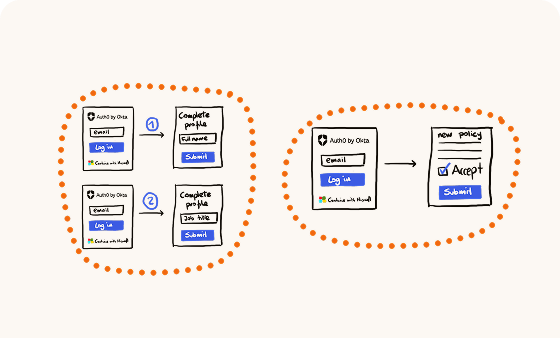 Auth0 by Okta
email
Log in
Continue with Microsoft
1
Complete
profile
Full name
Submit
Auth0 by Okta
email
Log in
Continue with Microsoft
2
Complete
profile
Job title
Submit
Auth0 by Okta
email
Log in
Continue with Microsoft
new policy
Accept
Submit